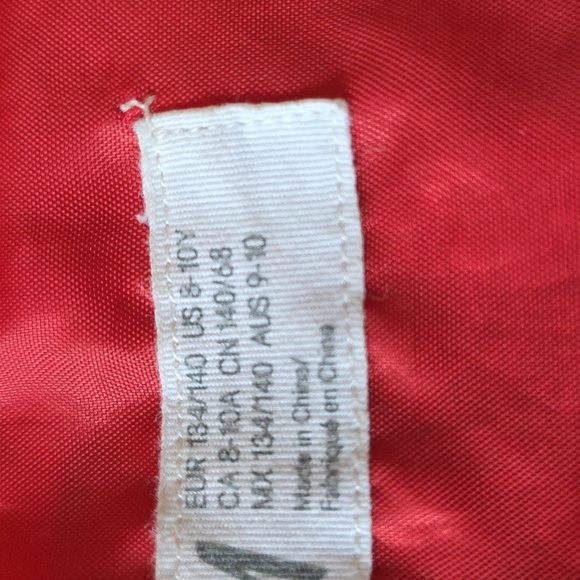 EUR 134/140 US 8-10Y
CA 8-10A CN 140/68
MX 134/140 AUS 9-10
Made in China/
Fabriqué en Chine